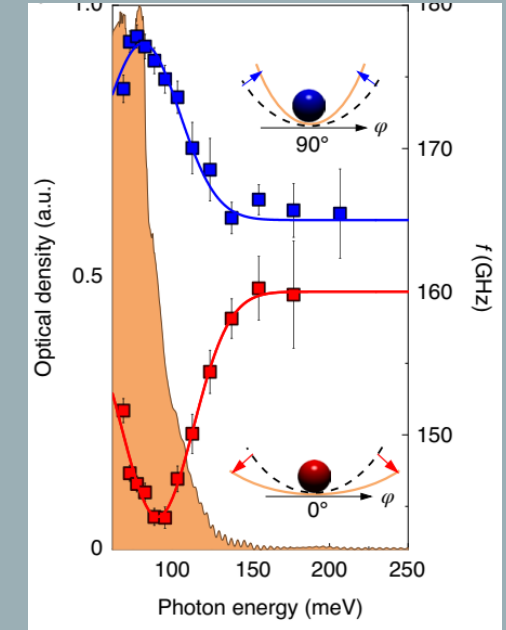 1.0
180
90°
φ
170
Optical density (a.u.)
0.5
f (GHz)
160
150
0°
φ
0
100
150
200
250
Photon energy (meV)